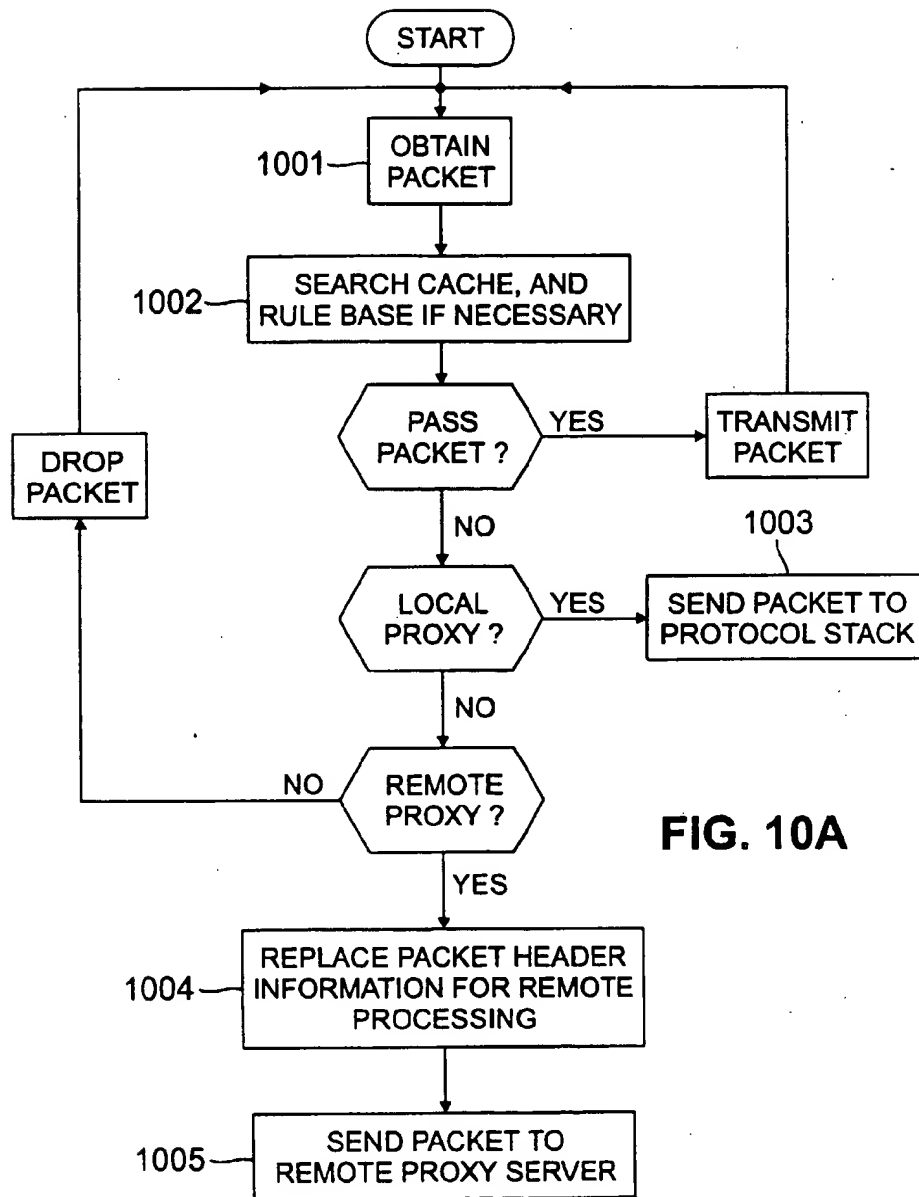 START
1001
OBTAIN
PACKET
1002
SEARCH CACHE, AND
RULE BASE IF NECESSARY
PASS
PACKET ?
YES
TRANSMIT
PACKET
DROP
PACKET
NO
1003
LOCAL
PROXY ?
YES
SEND PACKET TO
PROTOCOL STACK
NO
NO
REMOTE
PROXY ?
FIG. 10A
YES
1004
REPLACE PACKET HEADER
INFORMATION FOR REMOTE
PROCESSING
1005
SEND PACKET TO
REMOTE PROXY SERVER